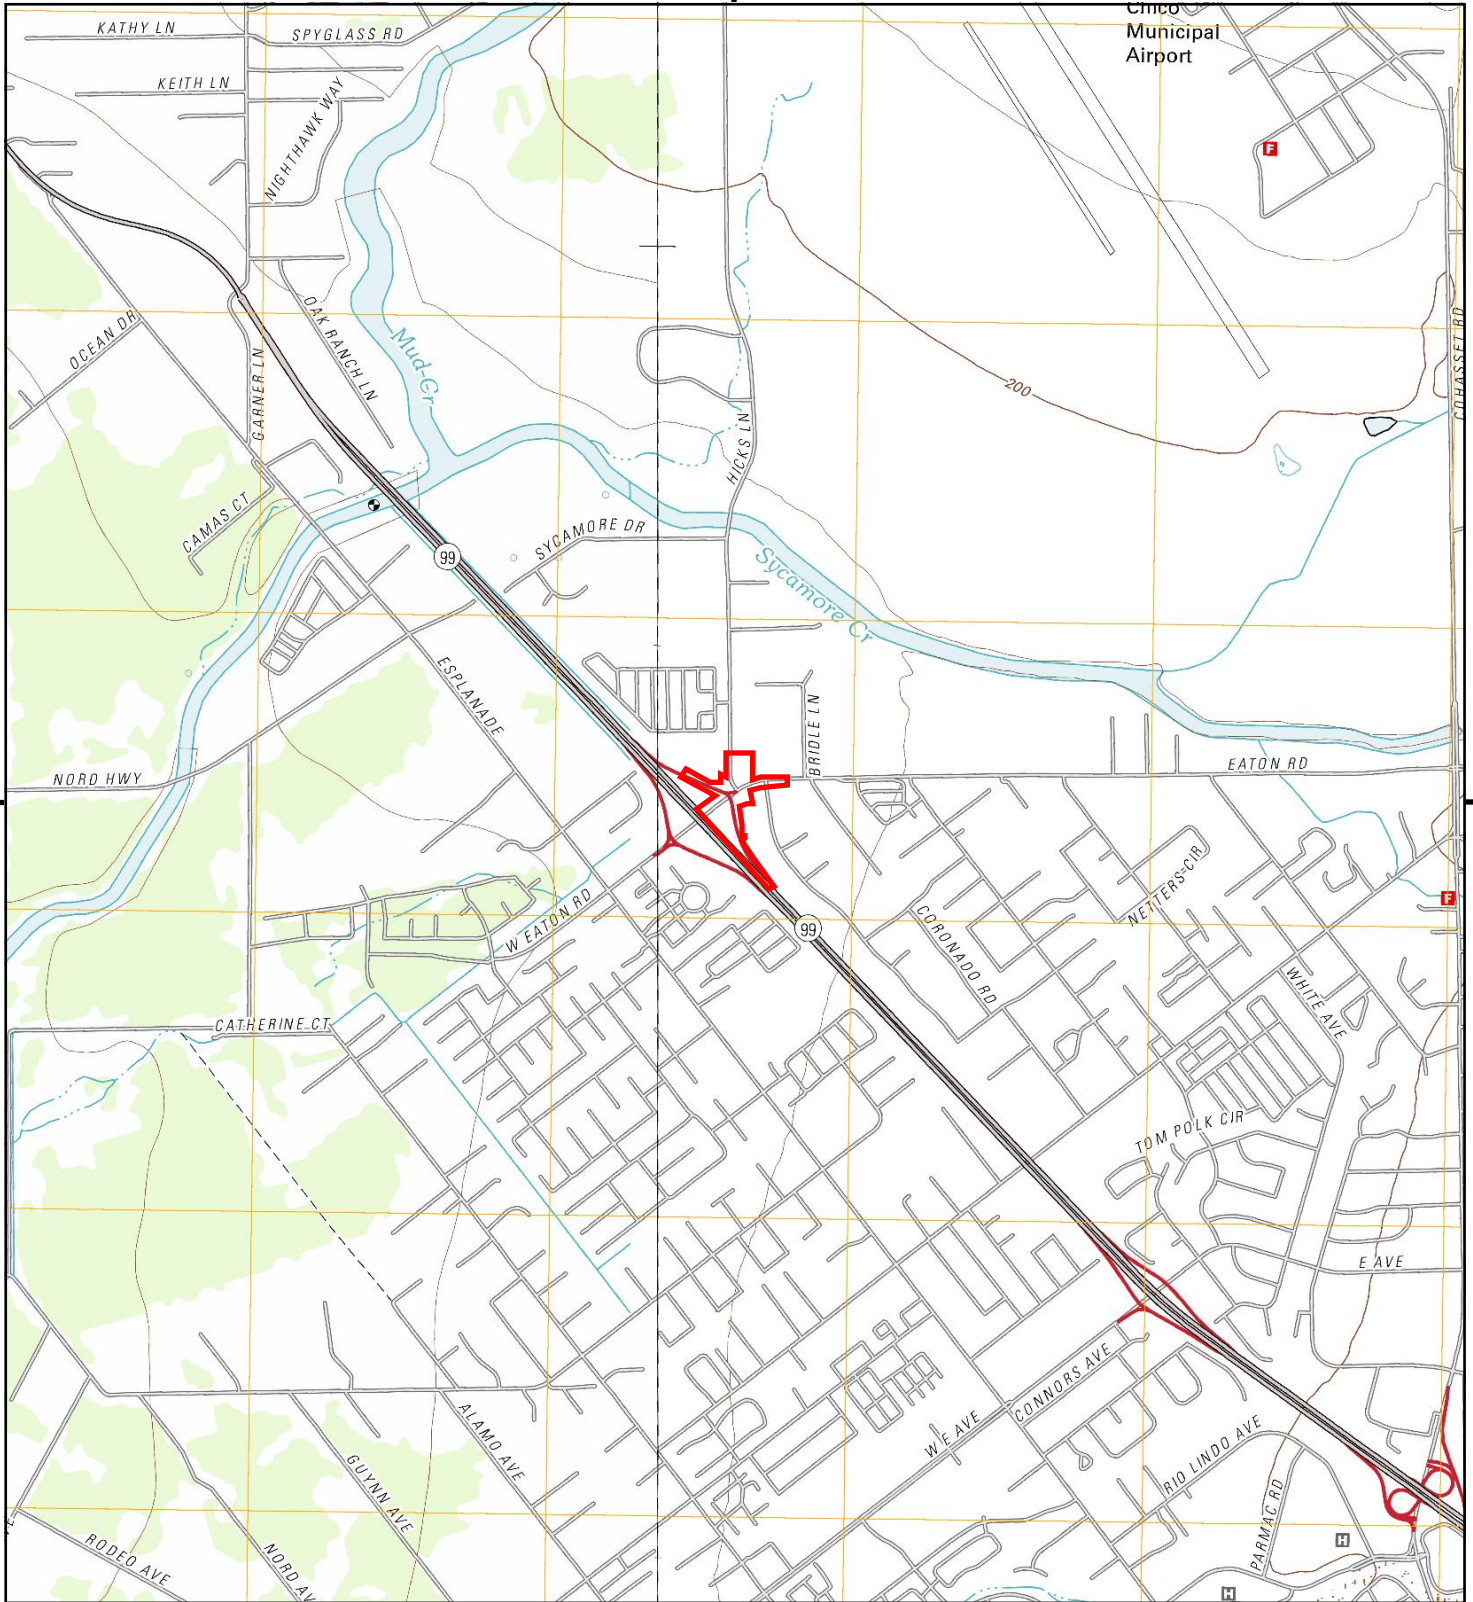 Chico
Municipal
Airport
KATHY LN
SPYGLASS RD
KEITH LN
NIGHTHAWK WAY
F
OCEAN DR
OAK RANCH LN
GARNER LN
Mud Cr
200
COHASSET RD
HICKS LN
CAMAS CT
99
SYCAMORE DR
Sycamore Cr
ESPLANADE
BRIDLE LN
NORD HWY
EATON RD
NETTERS CIR
F
W EATON RD
99
CORONADO RD
WHITE AVE
CATHERINE CT
TOM POLK CIR
E AVE
CONNORS AVE
W E AVE
ALAMO AVE
RIO LINDO AVE
GUYNN AVE
PARMAC RD
RODEO AVE
NORD AV
H
H